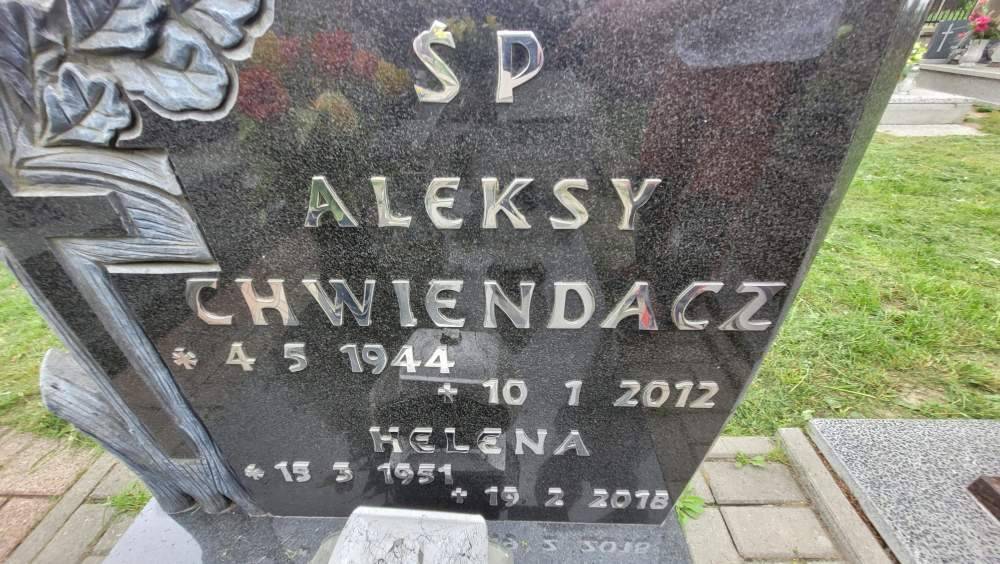 ŚP
ALEKSY
CHWIENDACZ
* 4 5 1944
+ 10 1 2012
HELENA
* 15 3 1951
+ 19 2 2018